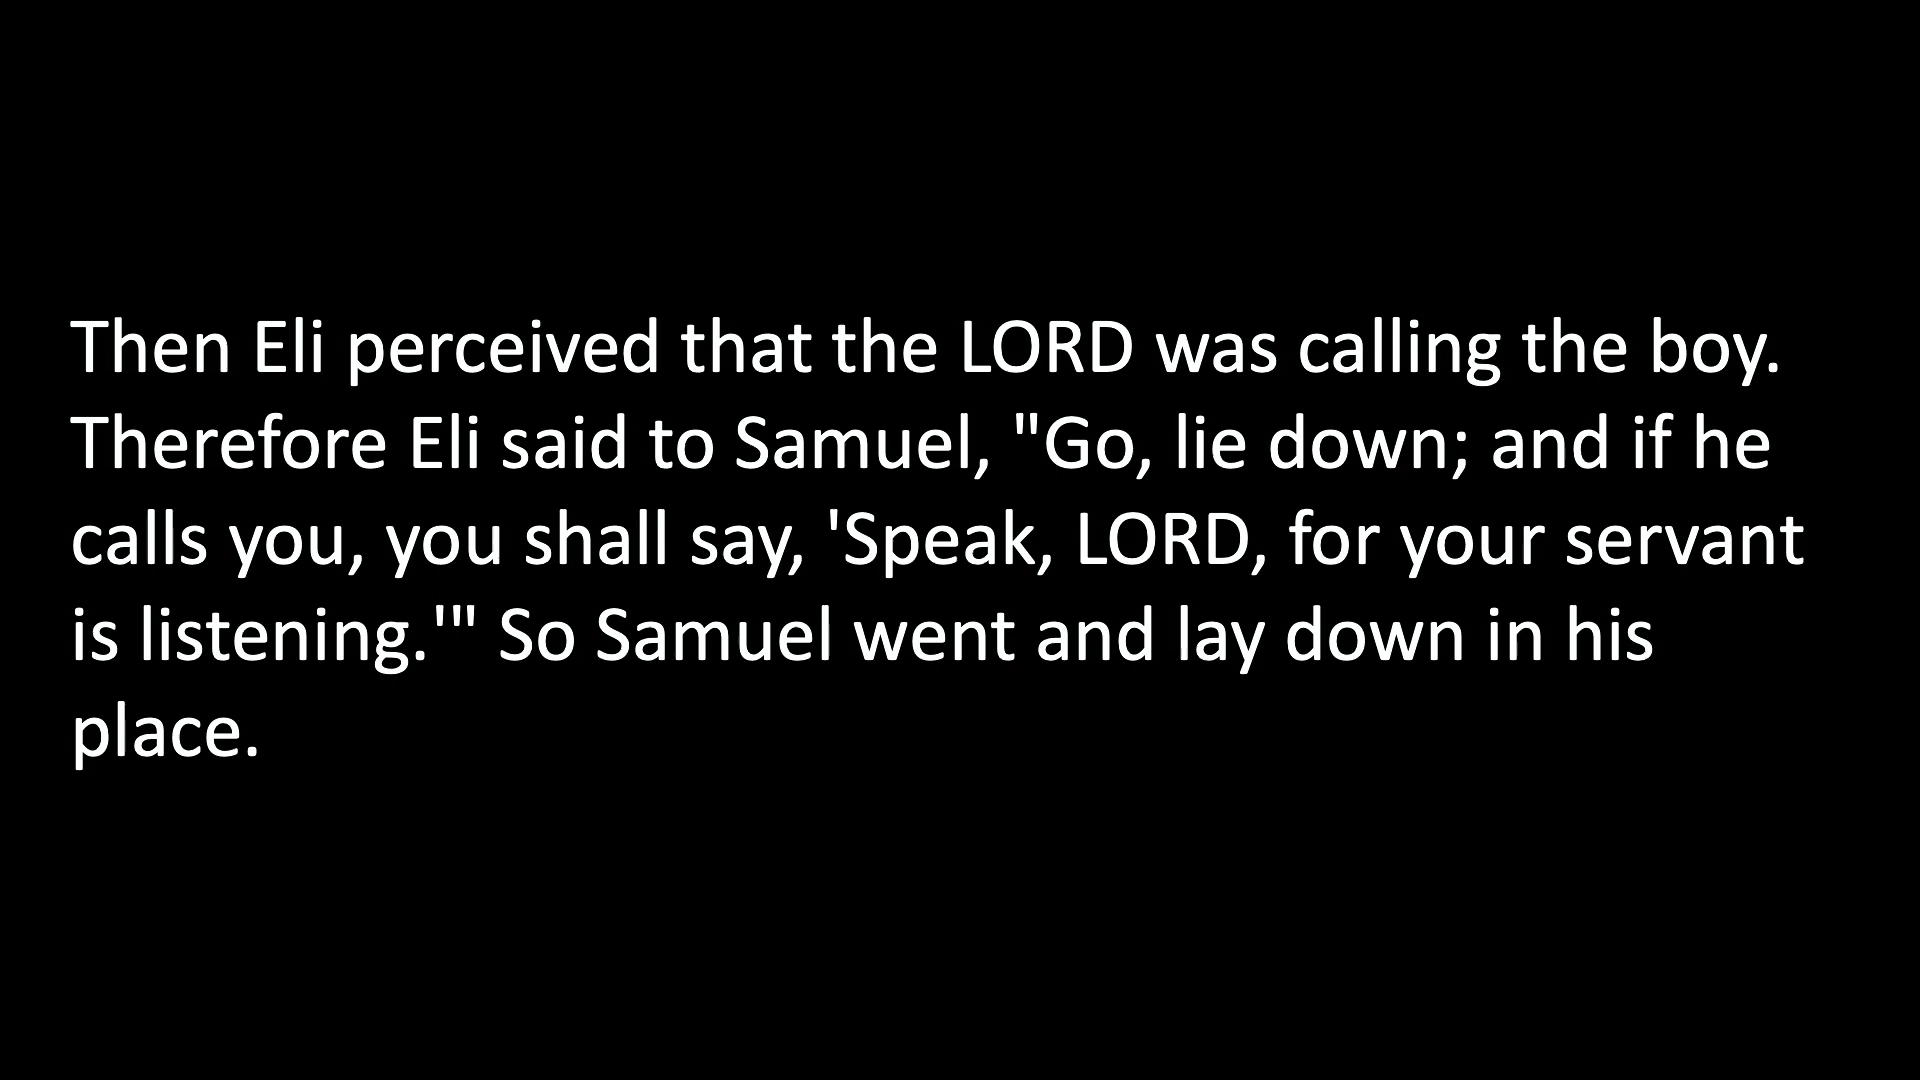 Then Eli perceived that the LORD was calling the boy.
Therefore Eli said to Samuel, "Go, lie down; and if he
calls you, you shall say, 'Speak, LORD, for your servant
is listening.'" So Samuel went and lay down in his
place.